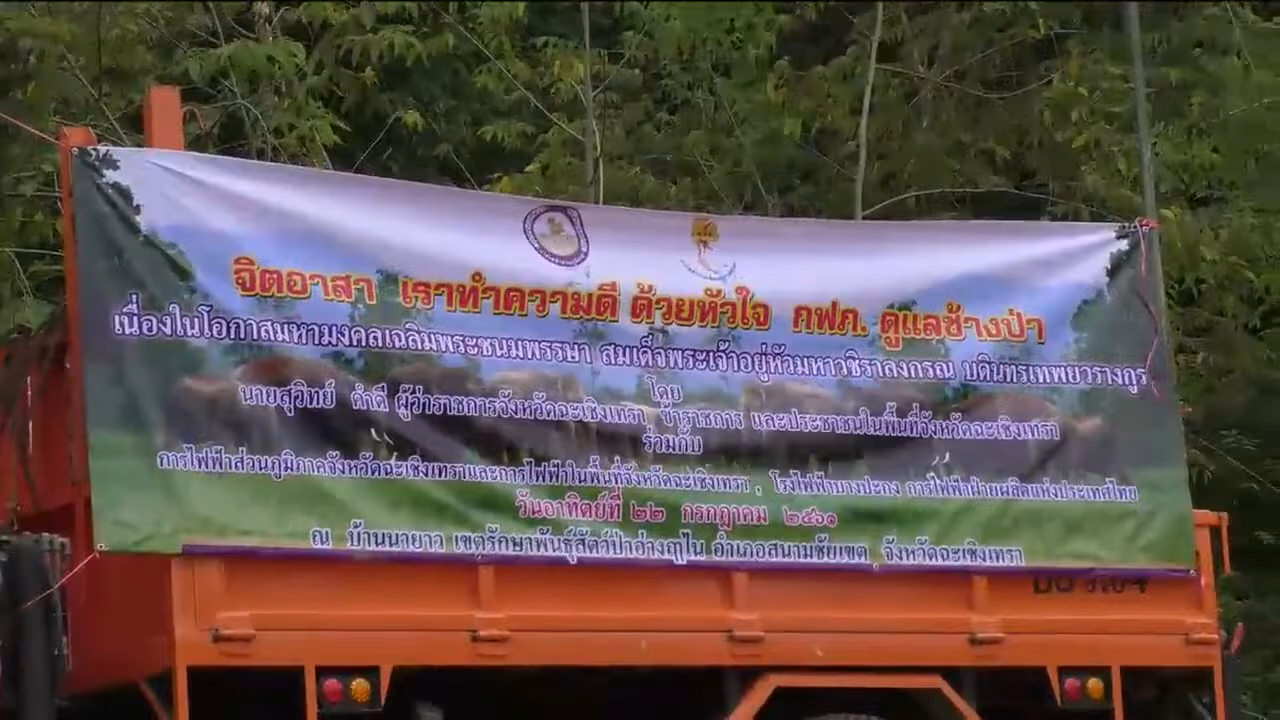 จิตอาสา เราทำความดี ด้วยหัวใจ กฟภ. ดูแลช้างป่า
เนื่องในโอกาสมหามงคลเฉลิมพระชนมพรรษา สมเด็จพระเจ้าอยู่หัวมหาวชิราลงกรณ บดินทรเทพยวรางกูร
โดย
นายสุวิทย์ คำดี ผู้ว่าราชการจังหวัดฉะเชิงเทรา ข้าราชการ และประชาชนในพื้นที่จังหวัดฉะเชิงเทรา
ร่วมกับ
การไฟฟ้าส่วนภูมิภาคจังหวัดฉะเชิงเทราและการไฟฟ้าในพื้นที่จังหวัดฉะเชิงเทรา , โรงไฟฟ้าบางปะกง การไฟฟ้าฝ่ายผลิตแห่งประเทศไทย
วันอาทิตย์ที่ ๒๒ กรกฎาคม ๒๕๖๑
ณ บ้านนายาว เขตรักษาพันธุ์สัตว์ป่าอ่างฤๅไน อำเภอสนามชัยเขต จังหวัดฉะเชิงเทรา